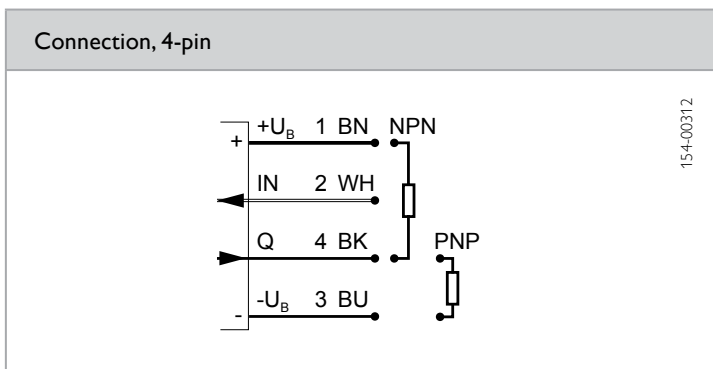 Connection, 4-pin
+ +U_B 1 BN NPN
IN 2 WH
Q 4 BK PNP
- -U_B 3 BU
154-00312